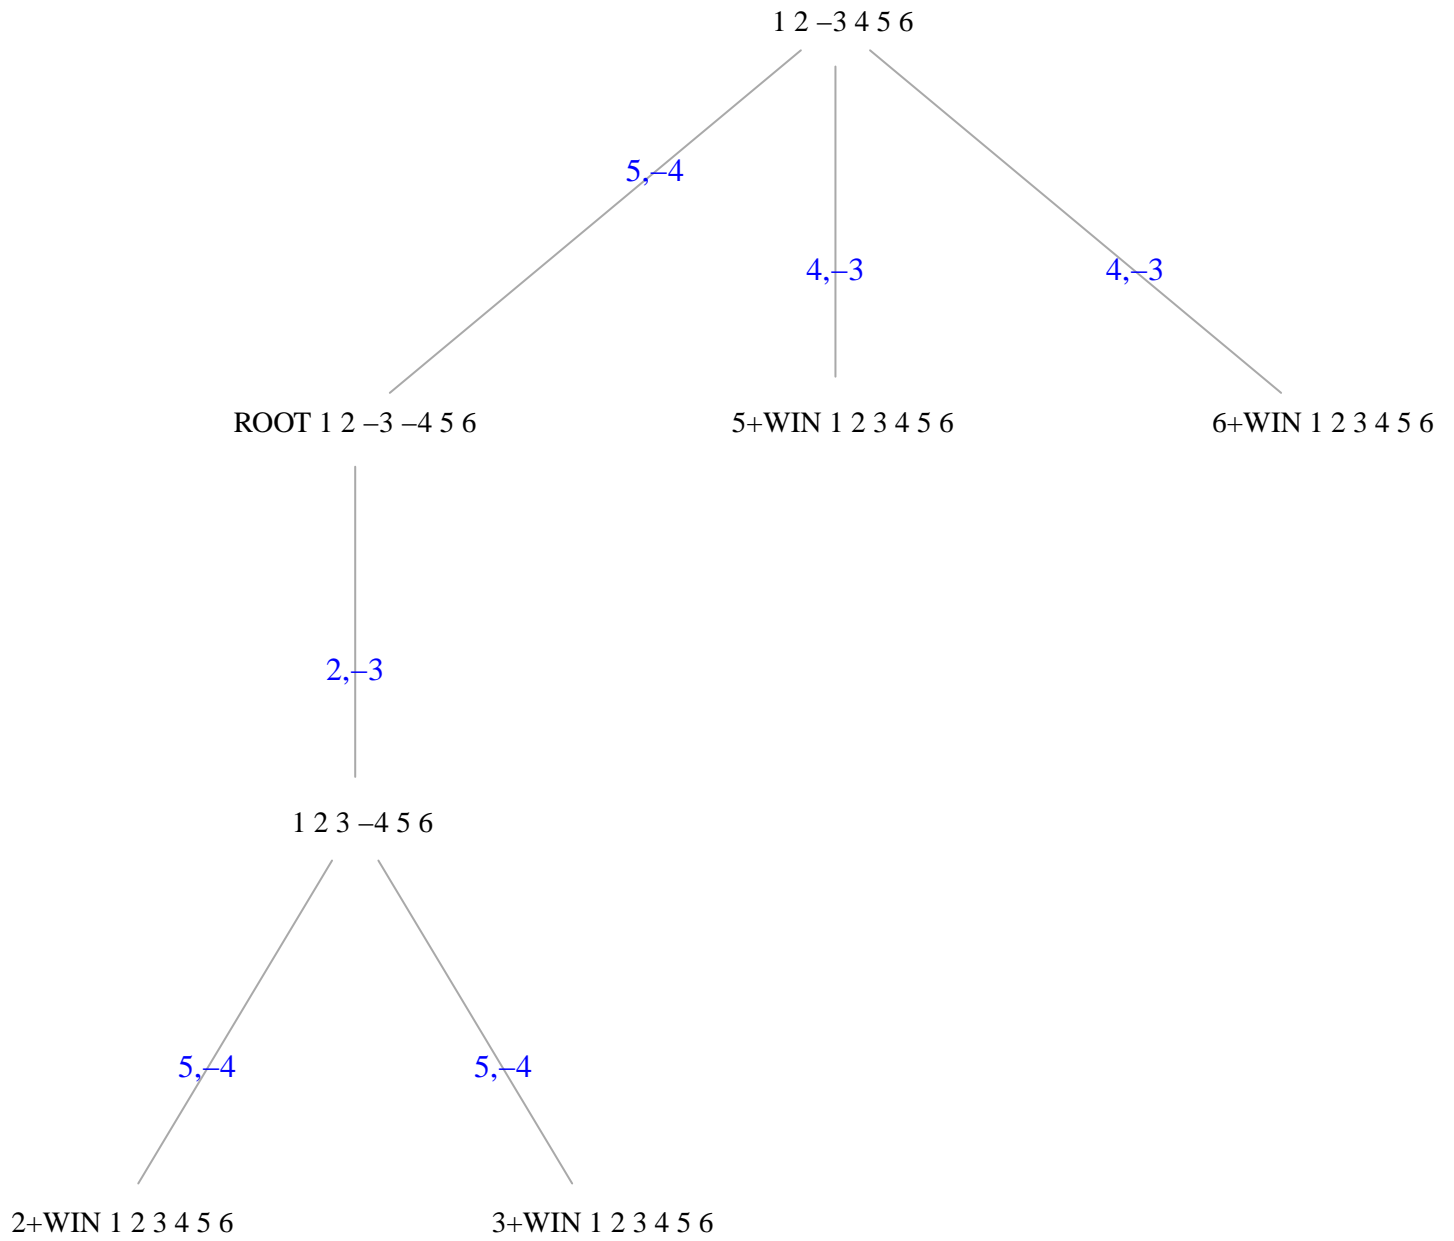 1 2 –3 4 5 6
5,–4
4,–3
4,–3
ROOT 1 2 –3 –4 5 6
5+WIN 1 2 3 4 5 6
6+WIN 1 2 3 4 5 6
2,–3
1 2 3 –4 5 6
5,–4
5,–4
2+WIN 1 2 3 4 5 6
3+WIN 1 2 3 4 5 6